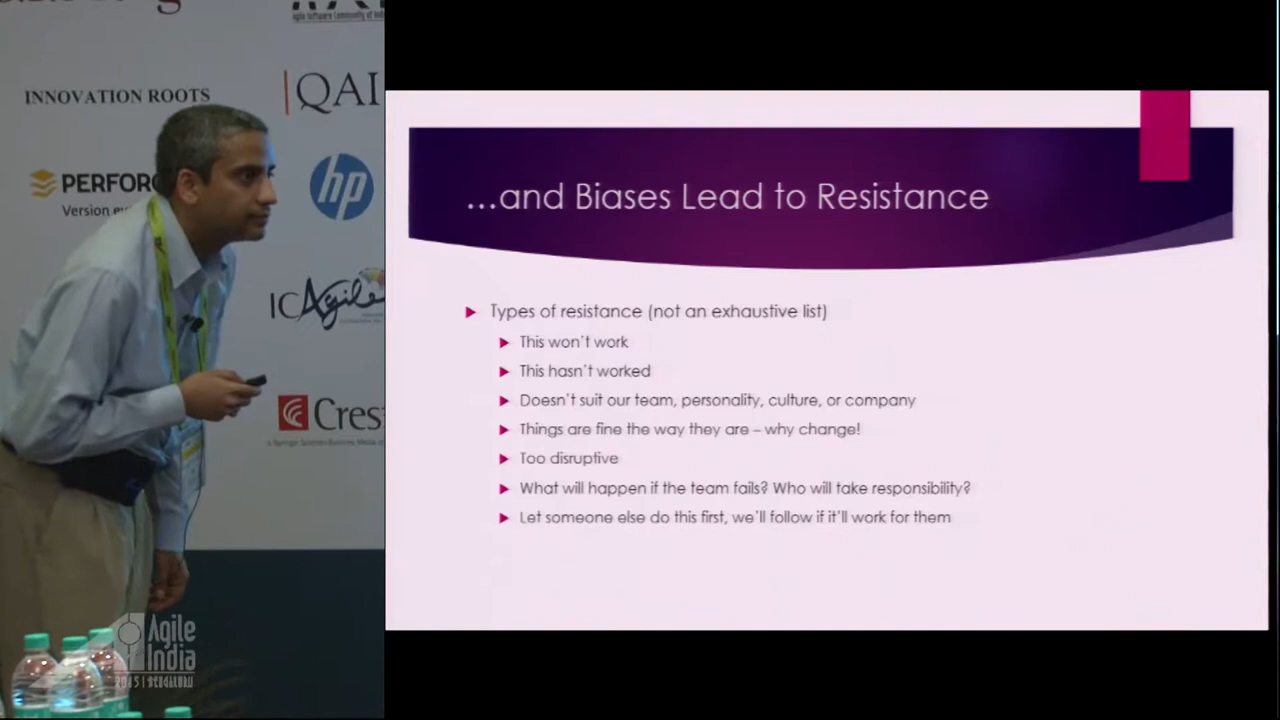 INNOVATION ROOTS
QAI
PERFORC
hp
ICAgile
Cres
Agile
India
2015 | BENGALURU
...and Biases Lead to Resistance
Types of resistance (not an exhaustive list)
This won't work
This hasn't worked
Doesn't suit our team, personality, culture, or company
Things are fine the way they are – why change!
Too disruptive
What will happen if the team fails? Who will take responsibility?
Let someone else do this first, we'll follow if it'll work for them